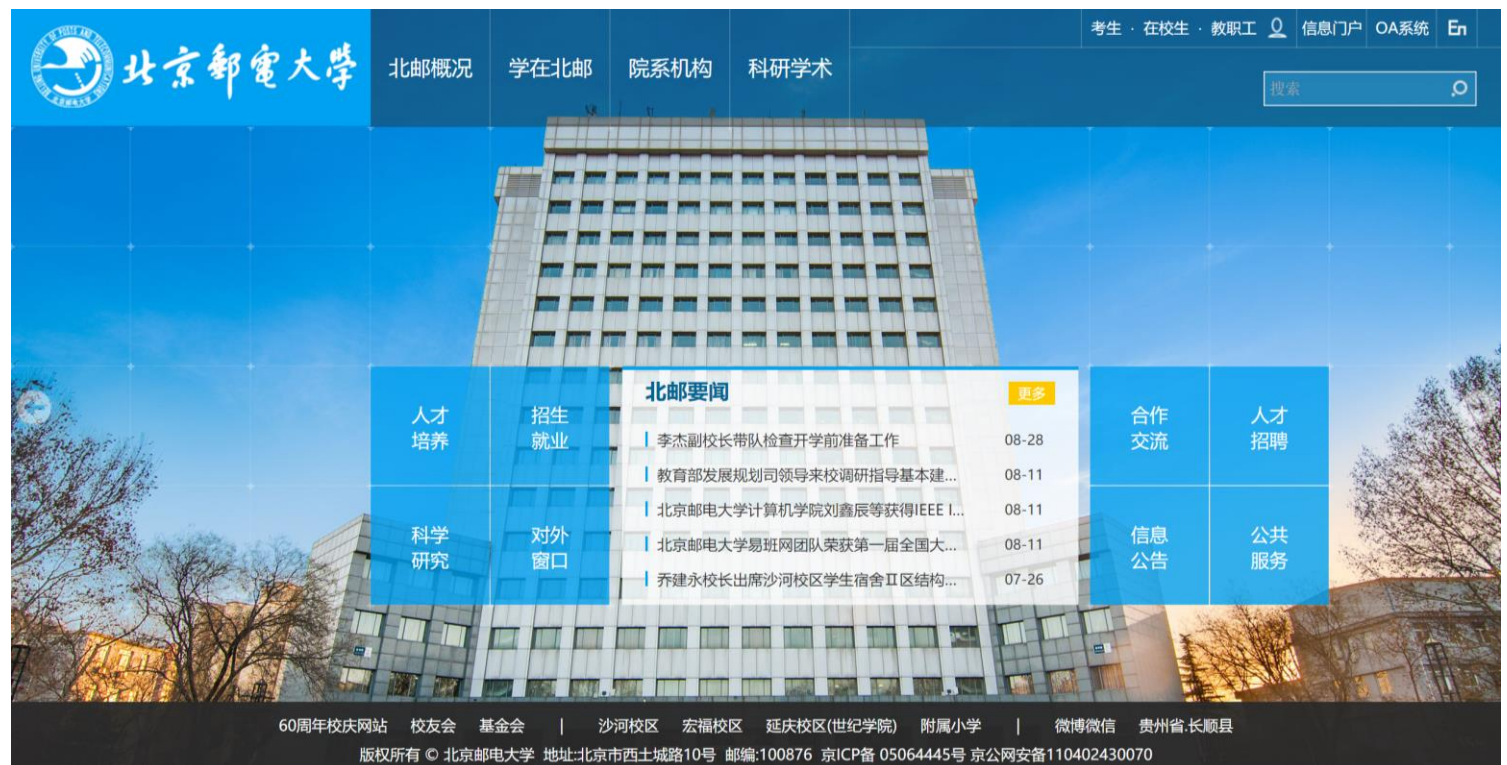 北京郵電大學
北邮概况 学在北邮 院系机构 科研学术
考生 · 在校生 · 教职工 信息门户 OA系统 En
搜索
人才
培养
招生
就业
科学
研究
对外
窗口
北邮要闻 更多
李杰副校长带队检查开学前准备工作 08-28
教育部发展规划司领导来校调研指导基本建... 08-11
北京邮电大学计算机学院刘鑫辰等获得IEEE I... 08-11
北京邮电大学易班网团队荣获第一届全国大... 08-11
乔建永校长出席沙河校区学生宿舍Ⅱ区结构... 07-26
合作
交流
人才
招聘
信息
公告
公共
服务
60周年校庆网站 校友会 基金会 | 沙河校区 宏福校区 延庆校区(世纪学院) 附属小学 | 微博微信 贵州省.长顺县
版权所有 © 北京邮电大学 地址:北京市西土城路10号 邮编:100876 京ICP备 05064445号 京公网安备110402430070